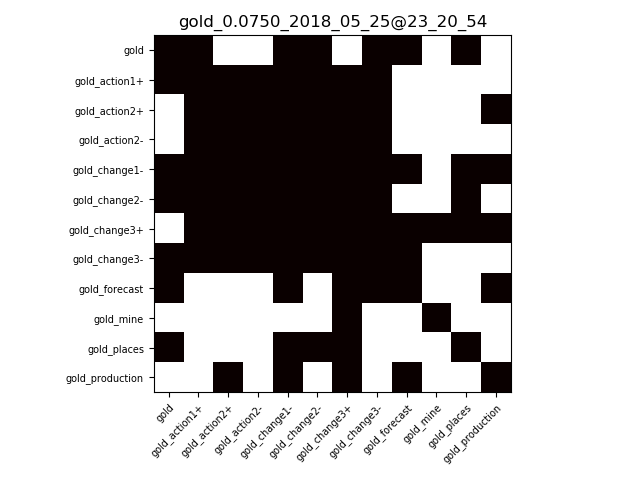 gold_0.0750_2018_05_25@23_20_54
gold
gold_action1+
gold_action2+
gold_action2-
gold_change1-
gold_change2-
gold_change3+
gold_change3-
gold_forecast
gold_mine
gold_places
gold_production
gold
gold_action1+
gold_action2+
gold_action2-
gold_change1-
gold_change2-
gold_change3+
gold_change3-
gold_forecast
gold_mine
gold_places
gold_production